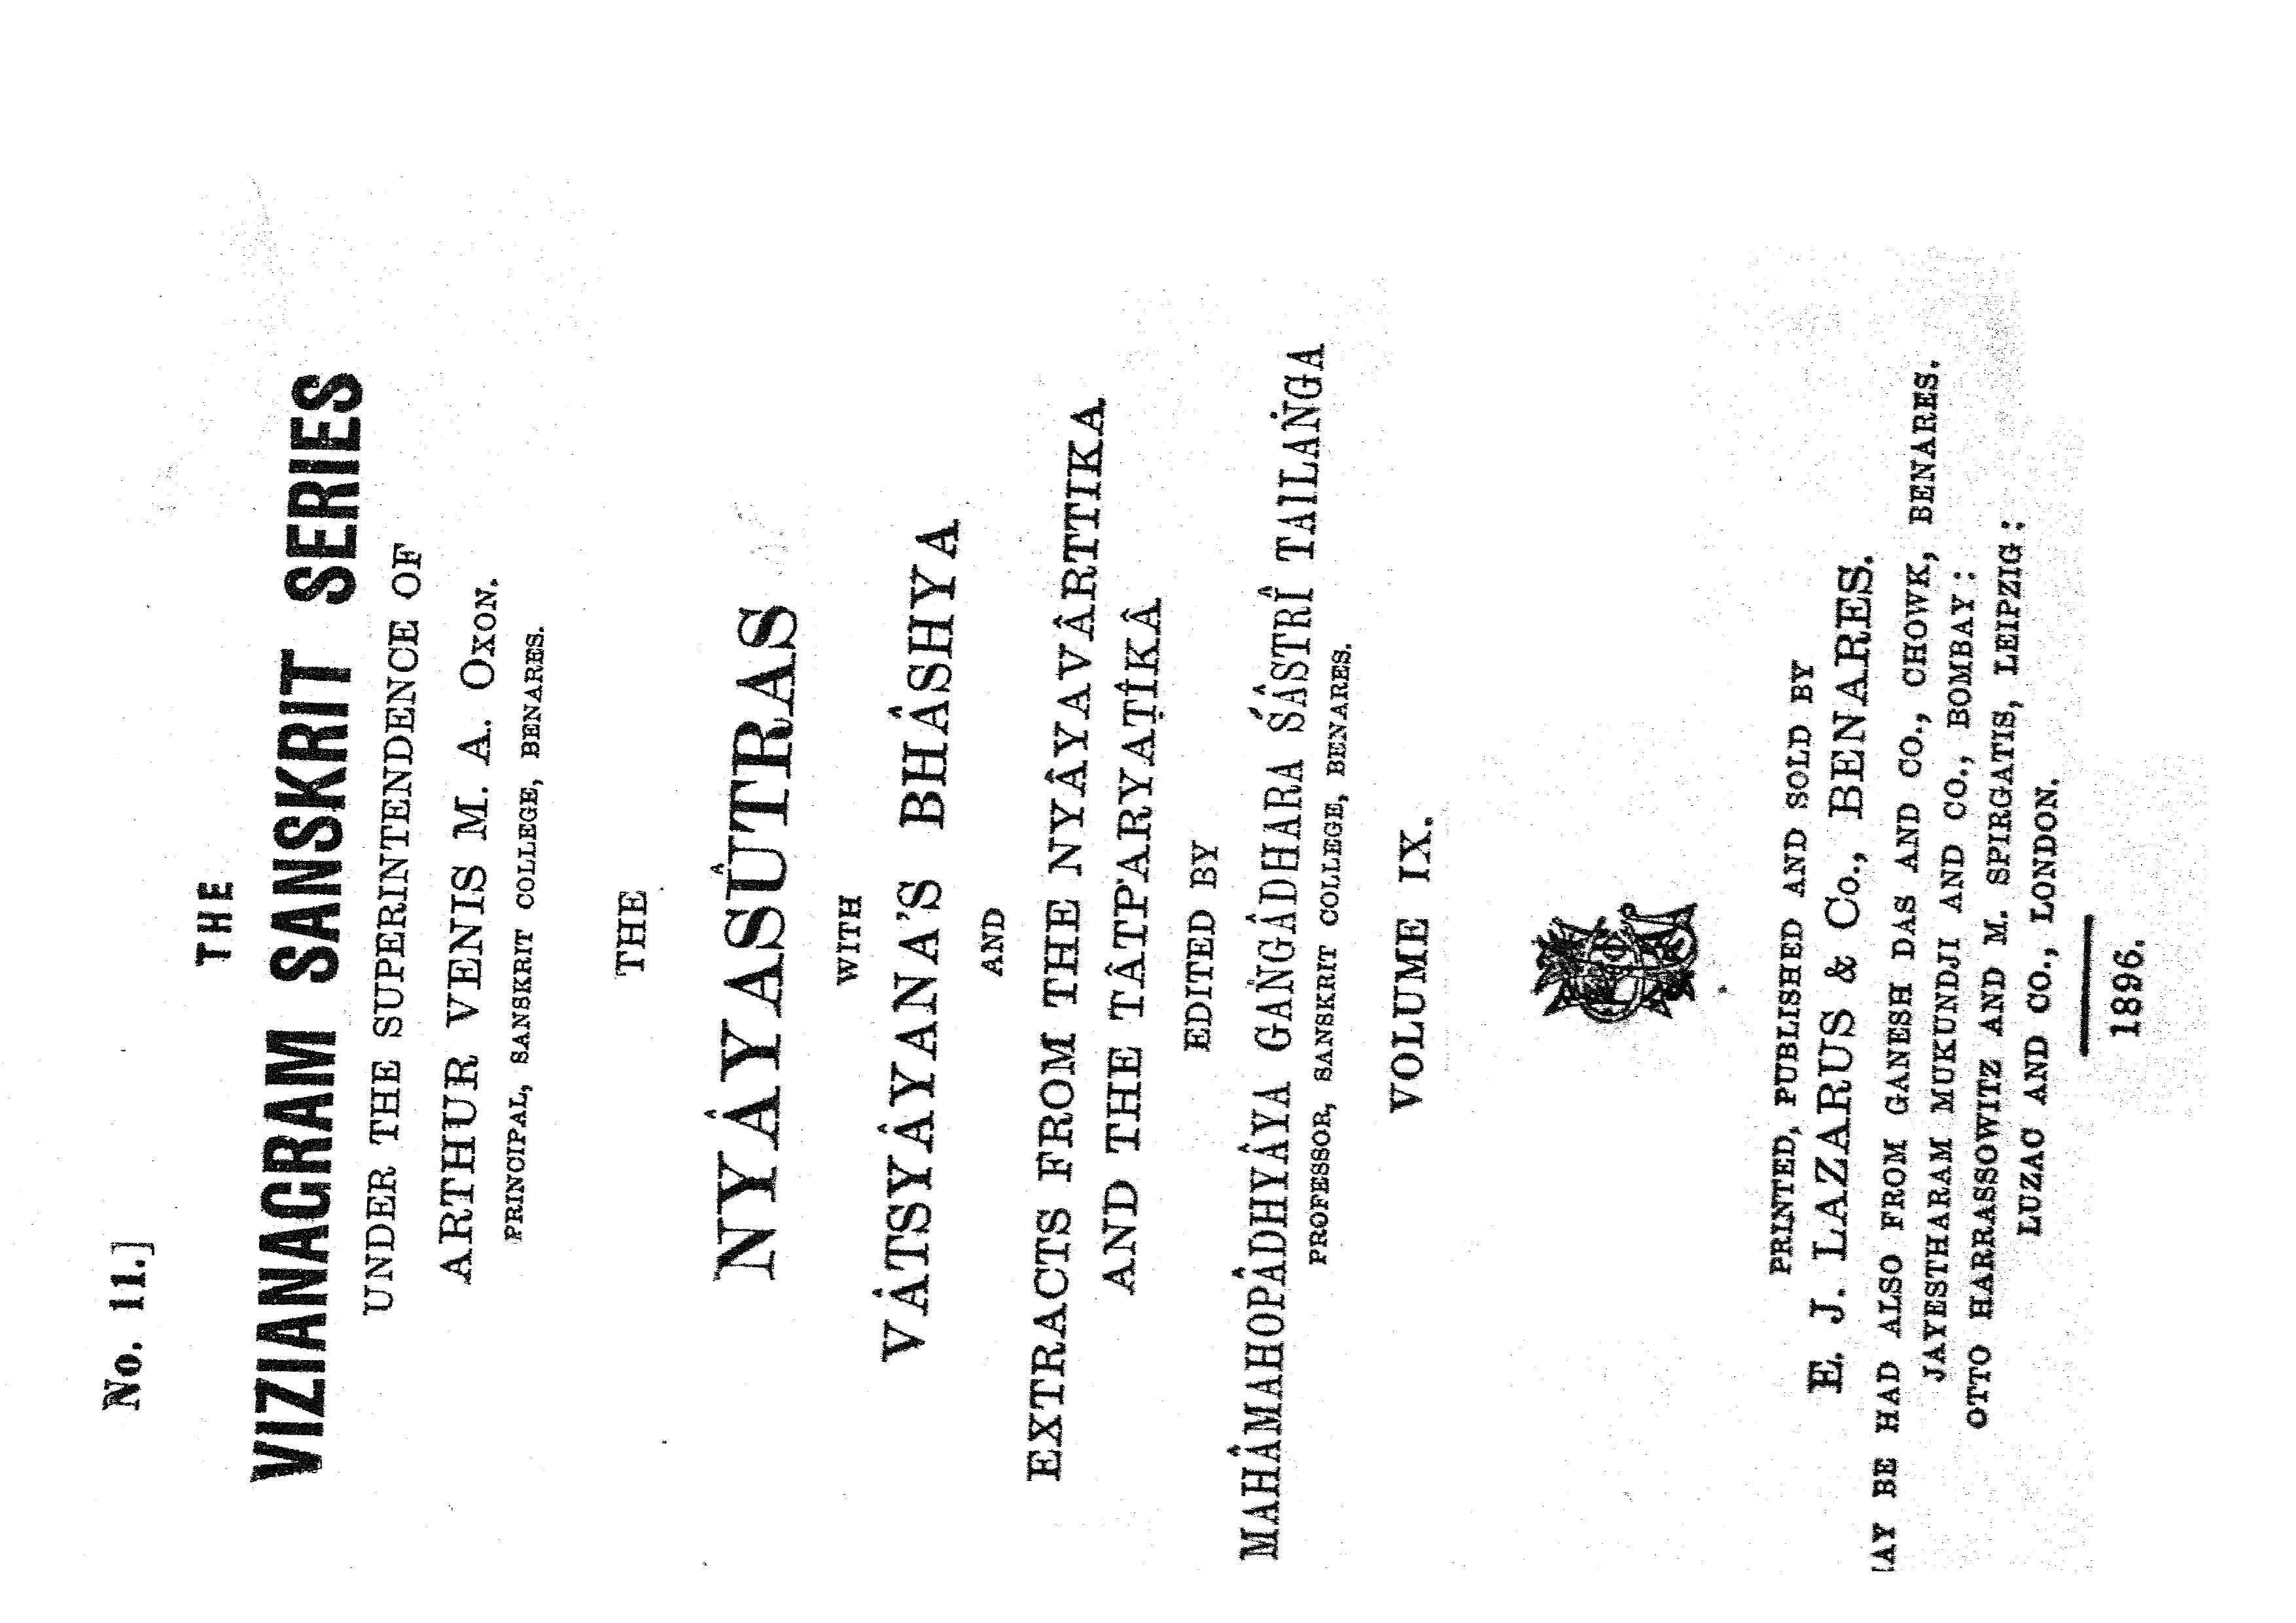 No. 11.]
THE
VIZIANAGRAM SANSKRIT SERIES
UNDER THE SUPERINTENDENCE OF
ARTHUR VENIS M. A. OXON.
PRINCIPAL, SANSKRIT COLLEGE, BENARES.
THE
NYÂYASÛTRAS
WITH
VÂTSYÂYANA'S BHÂSHYA
AND
EXTRACTS FROM THE NYÂYAVÂRTTIKA
AND THE TÂTPARYAṬÎKÂ
EDITED BY
MAHÂMAHOPÂDHYÂYA GAṄGÂDHARA ŚÂSTRÎ TAILAṄGA
PROFESSOR, SANSKRIT COLLEGE, BENARES.
VOLUME IX.
PRINTED, PUBLISHED AND SOLD BY
E. J. LAZARUS & Co., BENARES.
AY BE HAD ALSO FROM GANESH DAS AND CO., CHOWK, BENARES.
JAYESTHARAM MUKUNDJI AND CO., BOMBAY :
OTTO HARRASSOWITZ AND M. SPIRGATIS, LEIPZIG :
LUZAC AND CO., LONDON.
1896.